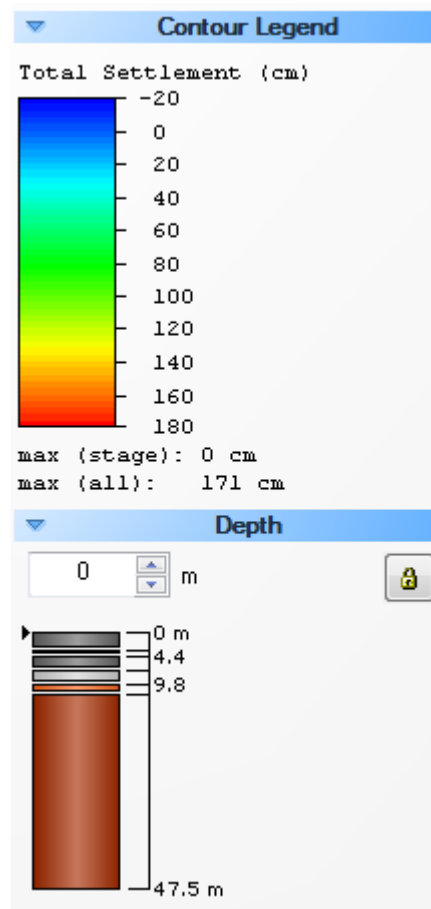 Contour Legend
Total Settlement (cm)
-20
0
20
40
60
80
100
120
140
160
180
max (stage): 0 cm
max (all): 171 cm
Depth
0 m
0 m
4.4
9.8
47.5 m